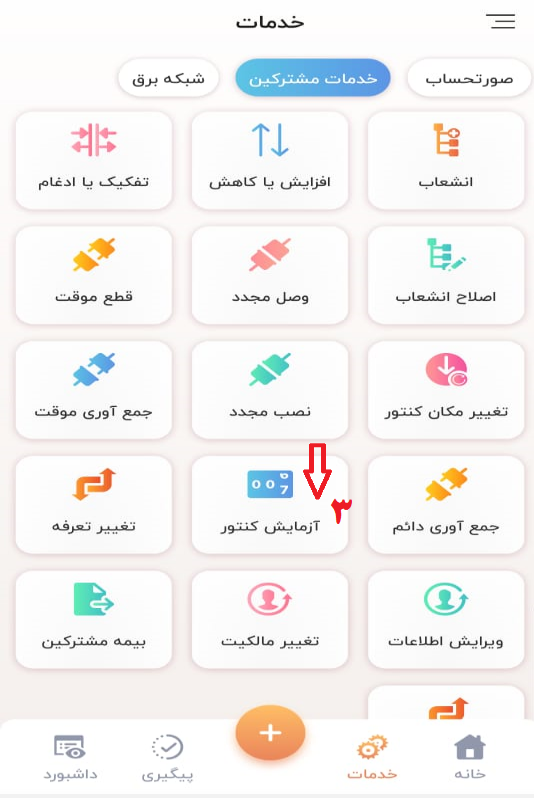 خدمات
صورتحساب
خدمات مشترکین
شبکه برق
انشعاب
افزایش یا کاهش
تفکیک یا ادغام
اصلاح انشعاب
وصل مجدد
قطع موقت
تغییر مکان کنتور
نصب مجدد
جمع آوری موقت
جمع آوری دائم
آزمایش کنتور
۳
تغییر تعرفه
ویرایش اطلاعات
تغییر مالکیت
بیمه مشترکین
خانه
خدمات
+
پیگیری
داشبورد